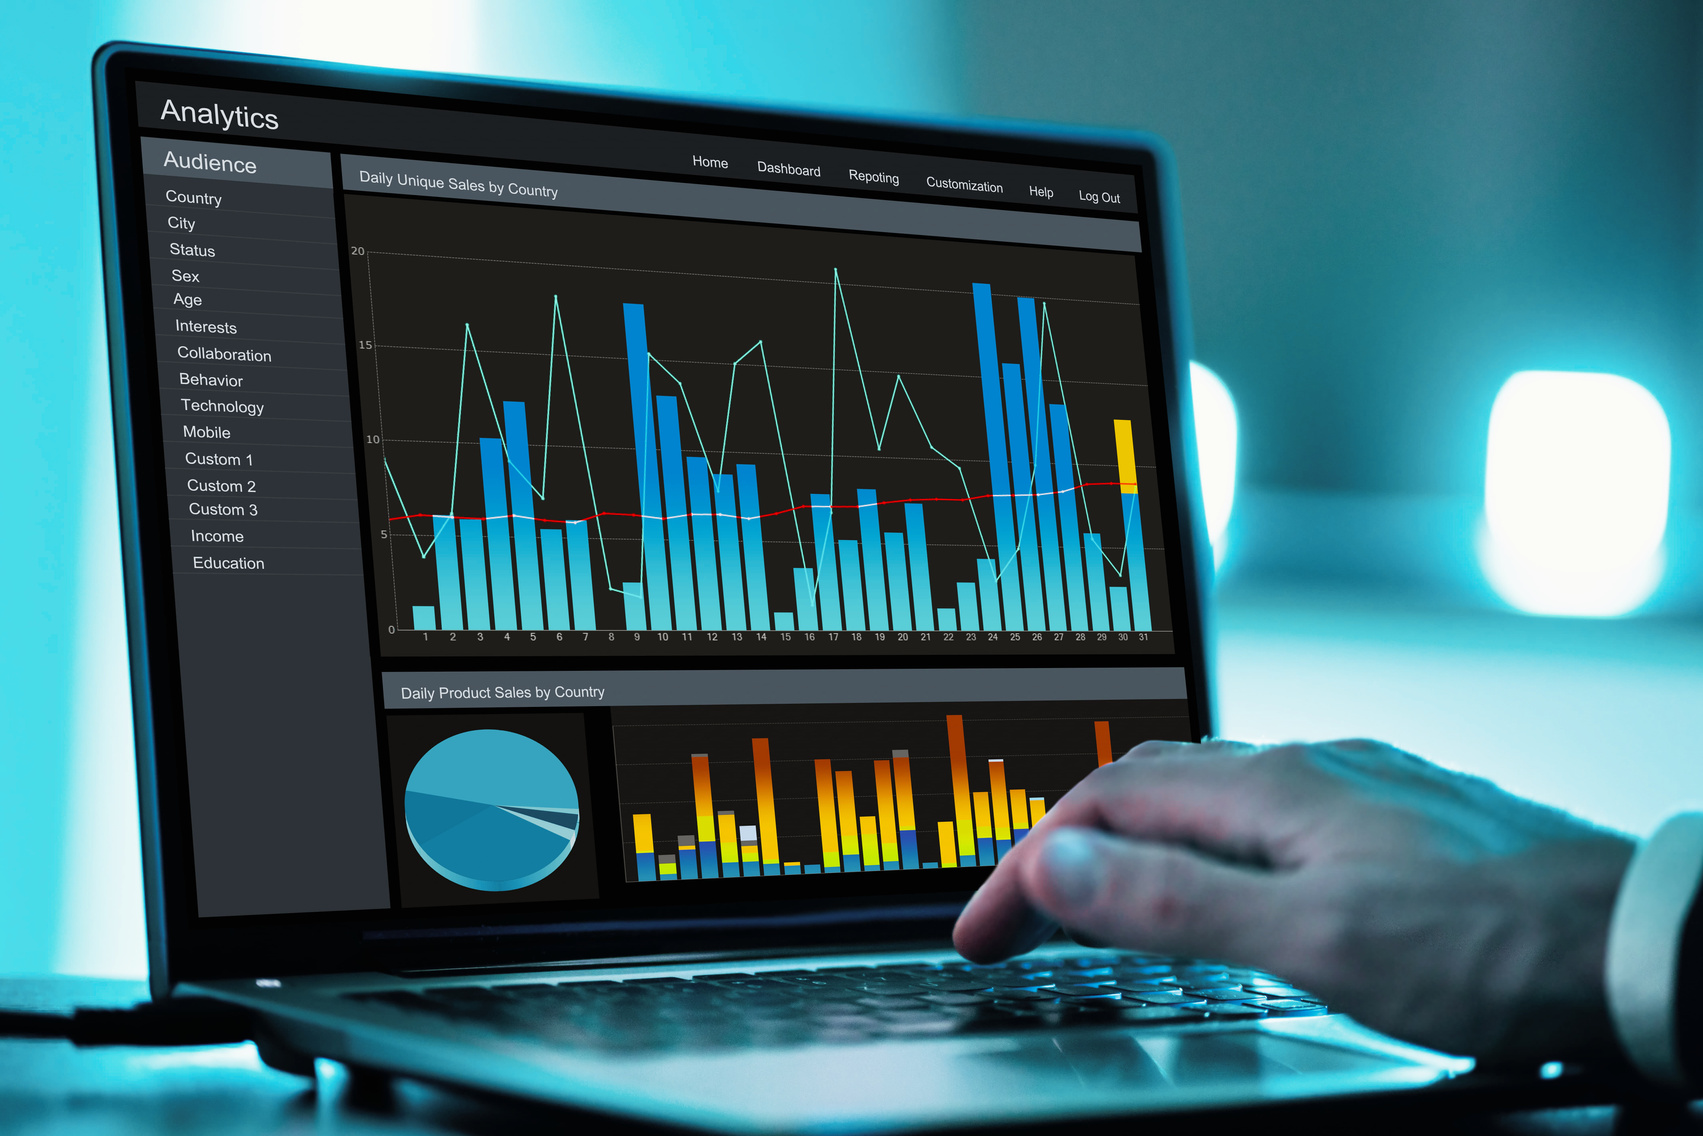 Analytics
Home Dashboard Repoting Customization Help Log Out
Audience
Country
City
Status
Sex
Age
Interests
Collaboration
Behavior
Technology
Mobile
Custom 1
Custom 2
Custom 3
Income
Education
Daily Unique Sales by Country
20
15
10
5
0
1 2 3 4 5 6 7 8 9 10 11 12 13 14 15 16 17 18 19 20 21 22 23 24 25 26 27 28 29 30 31
Daily Product Sales by Country